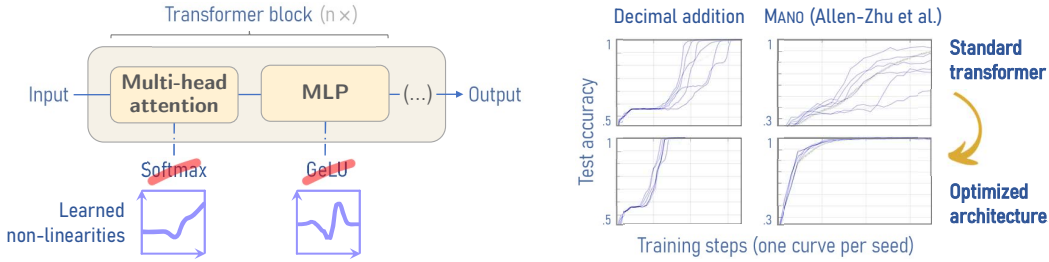 Transformer block (n ×)
Input
Multi-head
attention
MLP
(...)
Output
Softmax
GeLU
Learned
non-linearities
Decimal addition
MANO (Allen-Zhu et al.)
Test accuracy
1
.5
1
.3
1
.5
1
.3
Standard
transformer
Optimized
architecture
Training steps (one curve per seed)